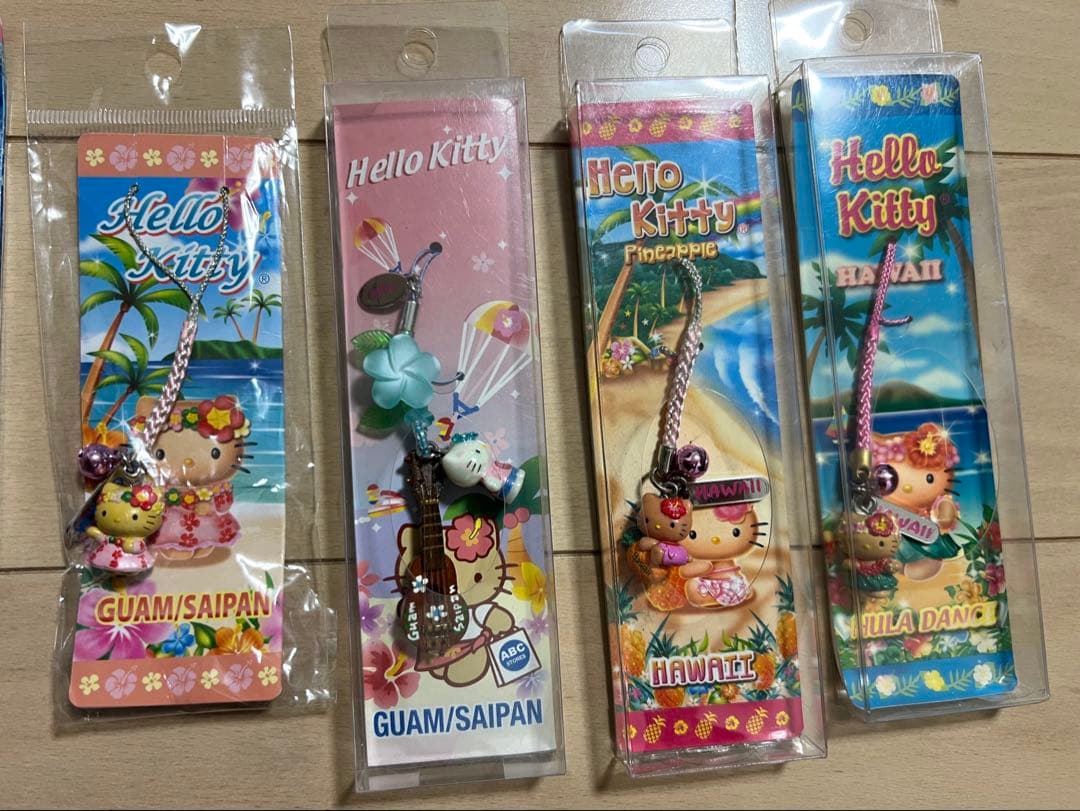 Hello
Kitty®
GUAM/SAIPAN
Hello Kitty
Guam
Saipan
ABC
STORES
GUAM/SAIPAN
Hello
Kitty®
Pineapple
HAWAII
HAWAII
Hello
Kitty®
HAWAII
HAWAII
HULA DANCE